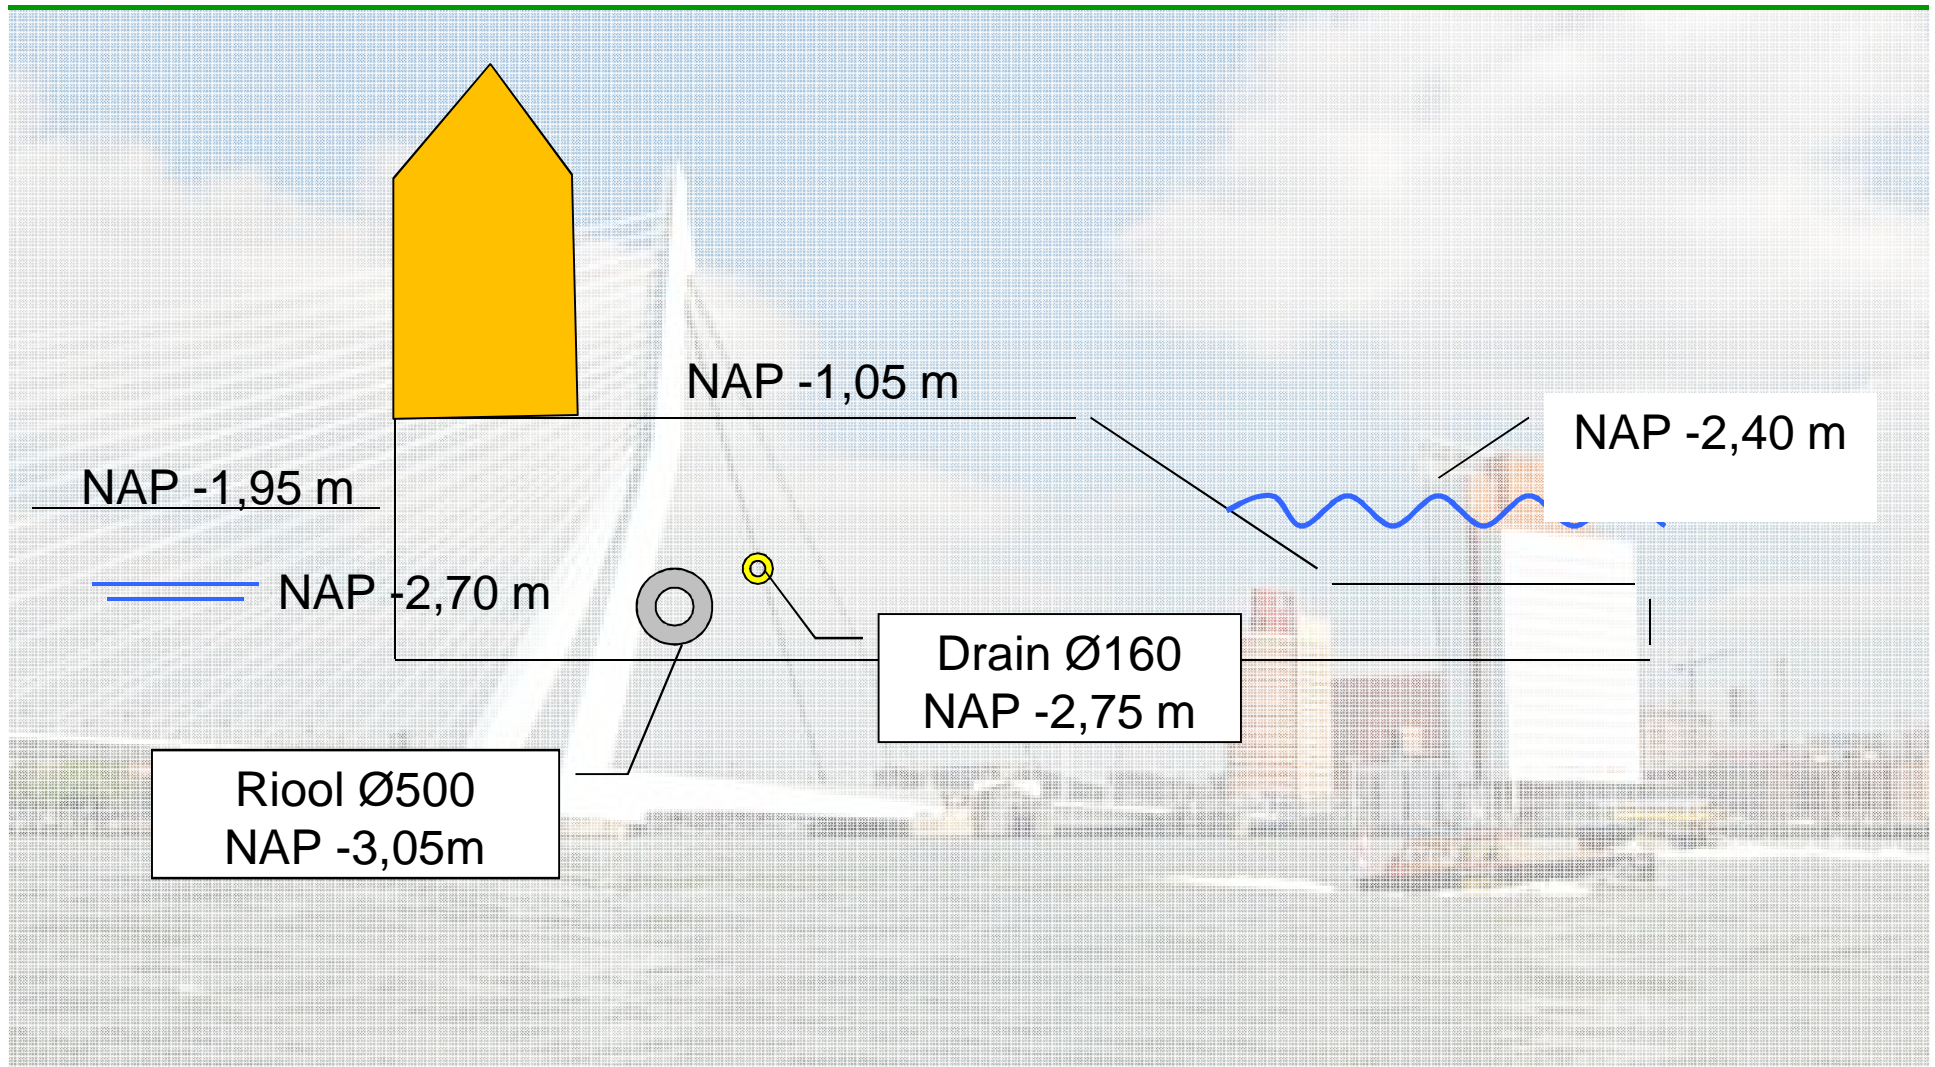 NAP -1,05 m
NAP -2,40 m
NAP -1,95 m
NAP -2,70 m
Drain Ø160
NAP -2,75 m
Riool Ø500
NAP -3,05m